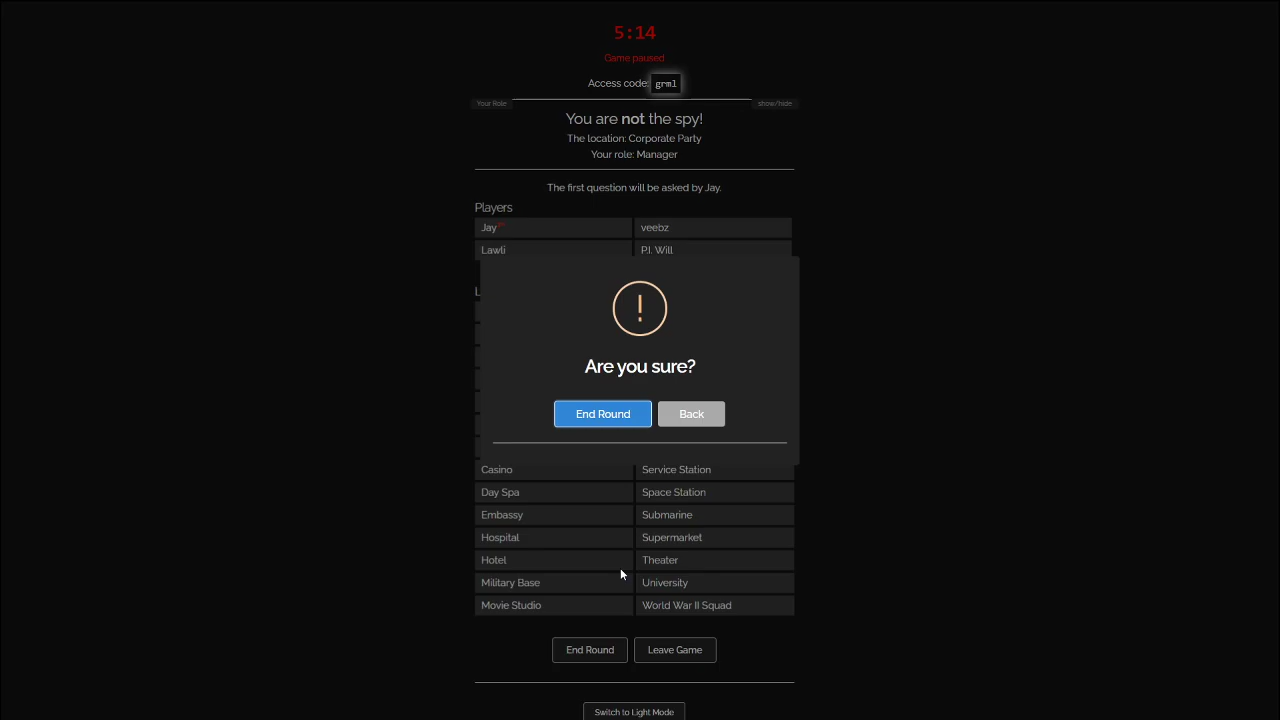 5:14
Game paused
Access code: grml
Your Role show/hide
You are not the spy!
The location: Corporate Party
Your role: Manager
The first question will be asked by Jay.
Players
Jay veebz
Lawli P.I. Will
L
!
Are you sure?
End Round Back
Casino Service Station
Day Spa Space Station
Embassy Submarine
Hospital Supermarket
Hotel Theater
Military Base University
Movie Studio World War II Squad
End Round Leave Game
Switch to Light Mode